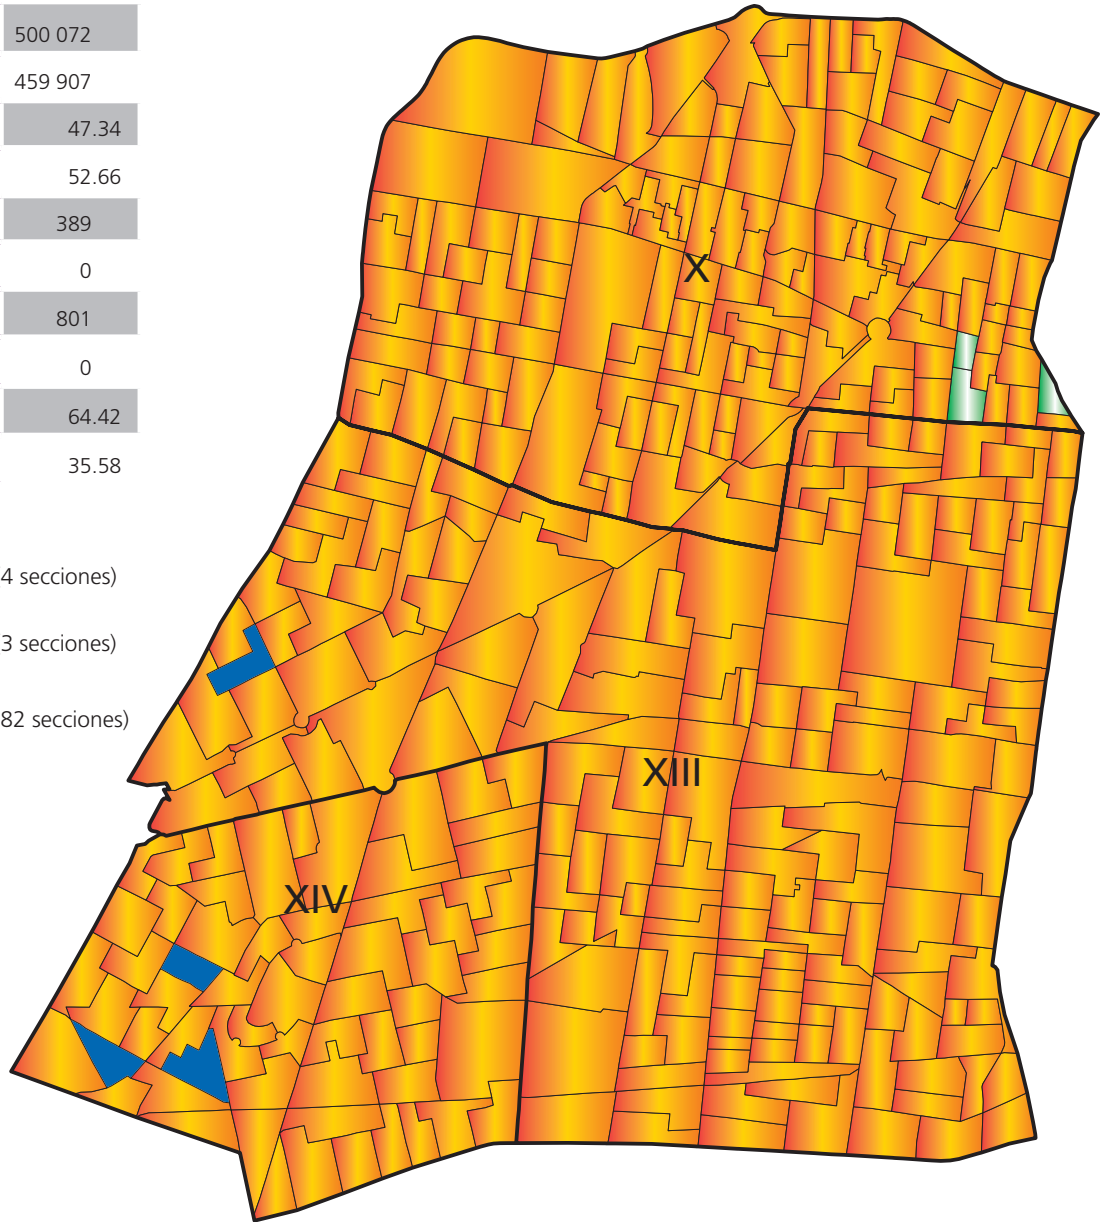 500 072
459 907
47.34
52.66
389
0
801
0
64.42
35.58
4 secciones)
3 secciones)
82 secciones)
X
XIII
XIV